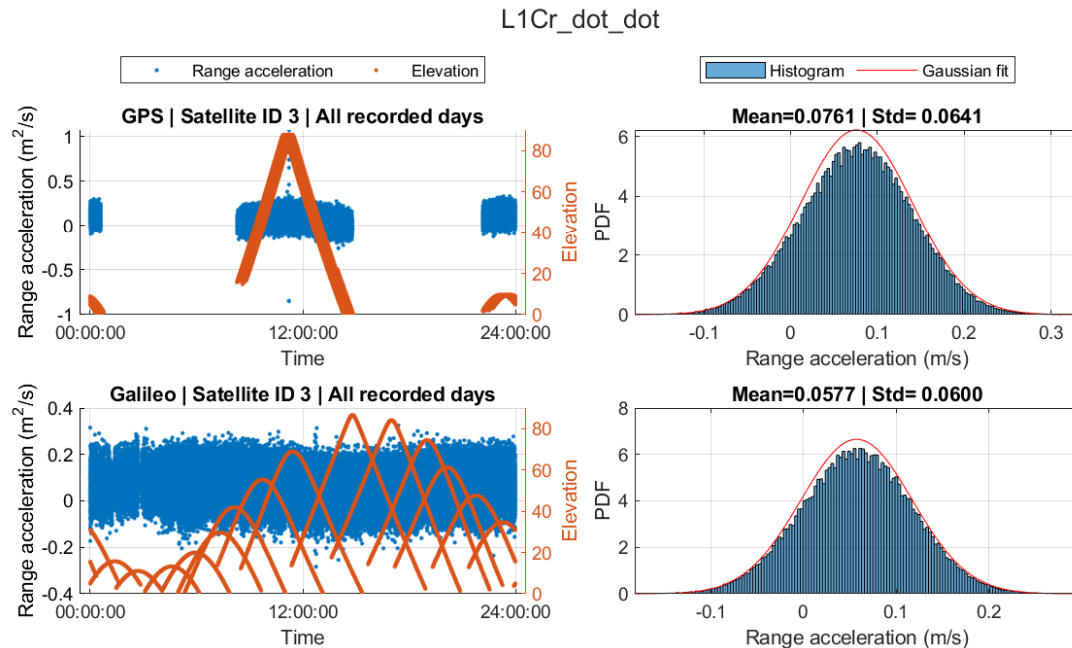 L1Cr_dot_dot
Range acceleration Elevation
Histogram Gaussian fit
GPS | Satellite ID 3 | All recorded days
Range acceleration (m²/s)
1
0.5
0
-0.5
-1
80
60
40
20
0
Elevation
00:00:00 12:00:00 24:00:00
Time
Mean=0.0761 | Std= 0.0641
PDF
6
4
2
0
-0.1 0 0.1 0.2 0.3
Range acceleration (m/s)
Galileo | Satellite ID 3 | All recorded days
Range acceleration (m²/s)
0.4
0.2
0
-0.2
-0.4
80
60
40
20
0
Elevation
00:00:00 12:00:00 24:00:00
Time
Mean=0.0577 | Std= 0.0600
PDF
8
6
4
2
0
-0.1 0 0.1 0.2
Range acceleration (m/s)